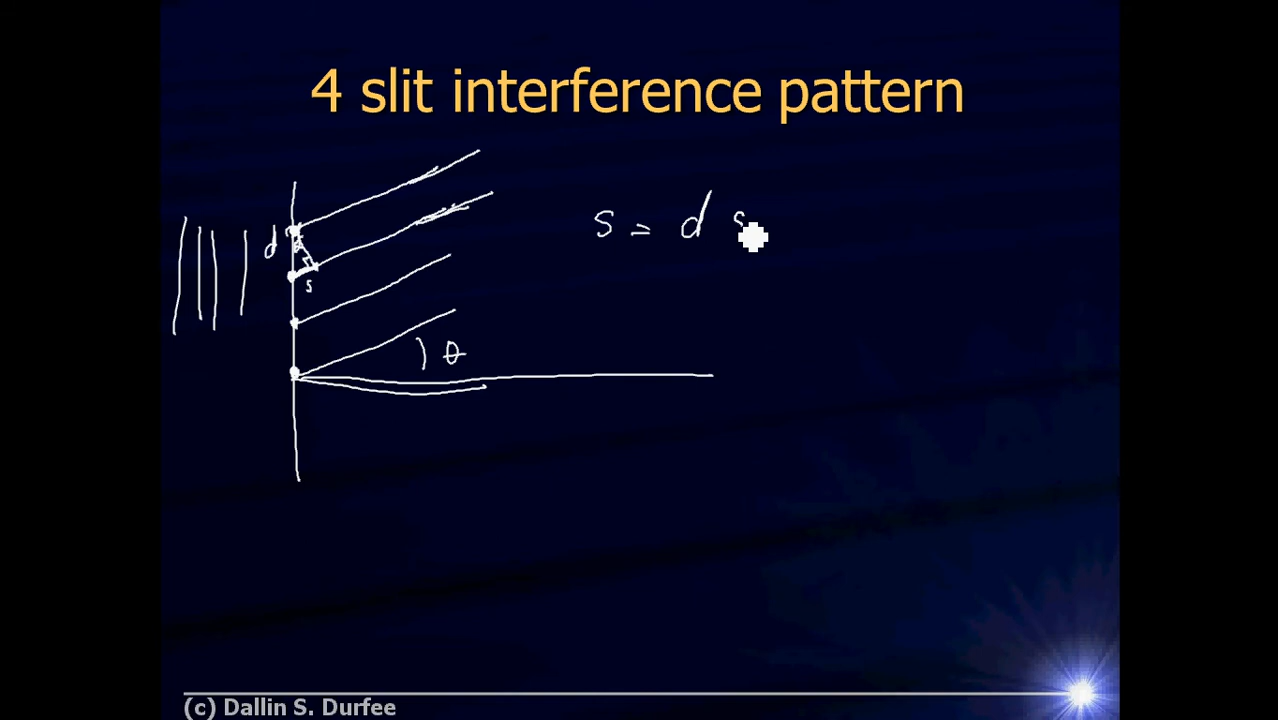 4 slit interference pattern
s = d s
d
s
θ
(c) Dallin S. Durfee